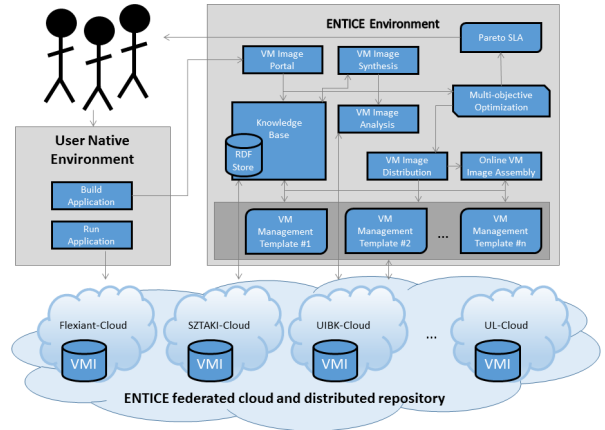 ENTICE Environment
VM Image
Portal
VM Image
Synthesis
Pareto SLA
Multi-objective
Optimization
Knowledge
Base
RDF
Store
VM Image
Analysis
VM Image
Distribution
Online VM
Image Assembly
User Native
Environment
Build
Application
Run
Application
VM
Management
Template #1
VM
Management
Template #2
...
VM
Management
Template #n
Flexiant-Cloud
VMI
SZTAKI-Cloud
VMI
UIBK-Cloud
VMI
...
UL-Cloud
VMI
ENTICE federated cloud and distributed repository